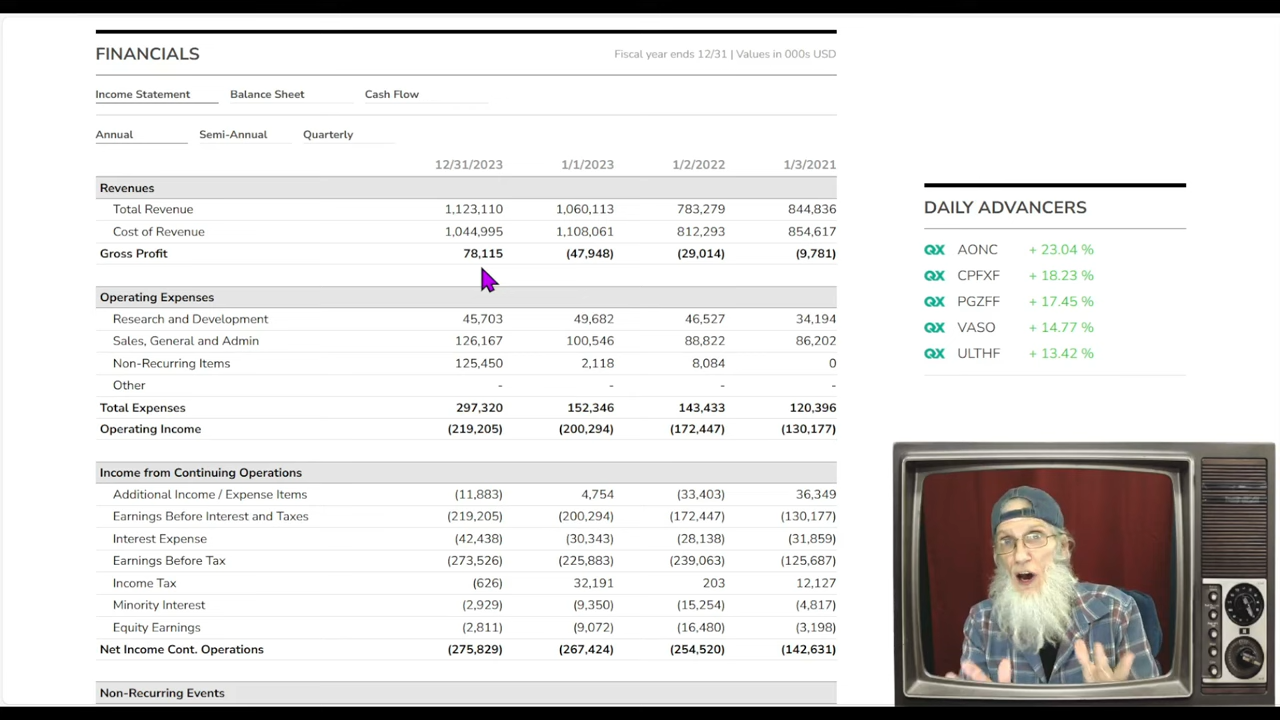 FINANCIALS
Fiscal year ends 12/31 | Values in 000s USD
Income Statement Balance Sheet Cash Flow
Annual Semi-Annual Quarterly
12/31/2023 1/1/2023 1/2/2022 1/3/2021
Revenues
Total Revenue 1,123,110 1,060,113 783,279 844,836
Cost of Revenue 1,044,995 1,108,061 812,293 854,617
Gross Profit 78,115 (47,948) (29,014) (9,781)
Operating Expenses
Research and Development 45,703 49,682 46,527 34,194
Sales, General and Admin 126,167 100,546 88,822 86,202
Non-Recurring Items 125,450 2,118 8,084 0
Other - - - -
Total Expenses 297,320 152,346 143,433 120,396
Operating Income (219,205) (200,294) (172,447) (130,177)
Income from Continuing Operations
Additional Income / Expense Items (11,883) 4,754 (33,403) 36,349
Earnings Before Interest and Taxes (219,205) (200,294) (172,447) (130,177)
Interest Expense (42,438) (30,343) (28,138) (31,859)
Earnings Before Tax (273,526) (225,883) (239,063) (125,687)
Income Tax (626) 32,191 203 12,127
Minority Interest (2,929) (9,350) (15,254) (4,817)
Equity Earnings (2,811) (9,072) (16,480) (3,198)
Net Income Cont. Operations (275,829) (267,424) (254,520) (142,631)
Non-Recurring Events
DAILY ADVANCERS
QX AONC + 23.04 %
QX CPFXF + 18.23 %
QX PGZFF + 17.45 %
QX VASO + 14.77 %
QX ULTHF + 13.42 %